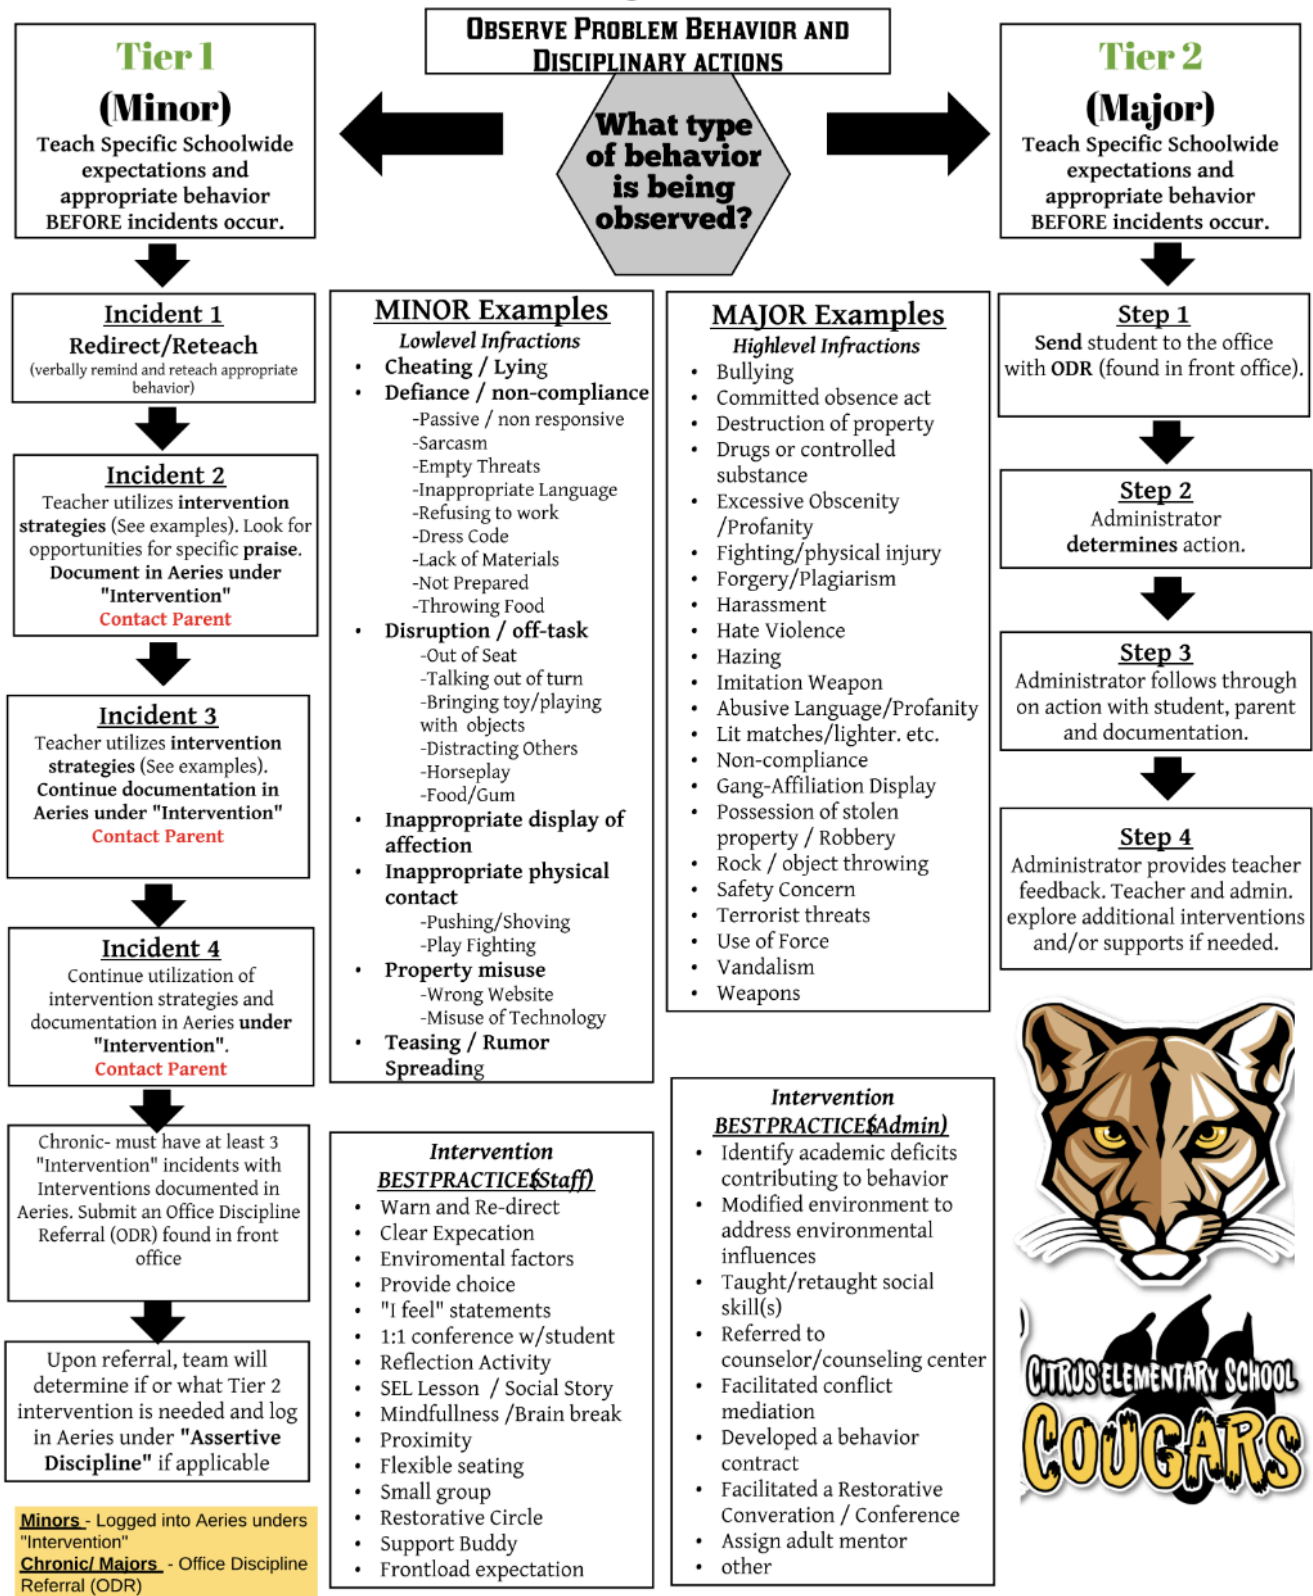 OBSERVE PROBLEM BEHAVIOR AND
DISCIPLINARY ACTIONS
What type
of behavior
is being
observed?
Tier 1
(Minor)
Teach Specific Schoolwide
expectations and
appropriate behavior
BEFORE incidents occur.
Incident 1
Redirect/Reteach
(verbally remind and reteach appropriate
behavior)
Incident 2
Teacher utilizes intervention
strategies (See examples). Look for
opportunities for specific praise.
Document in Aeries under
"Intervention"
Contact Parent
Incident 3
Teacher utilizes intervention
strategies (See examples).
Continue documentation in
Aeries under "Intervention"
Contact Parent
Incident 4
Continue utilization of
intervention strategies and
documentation in Aeries under
"Intervention".
Contact Parent
Chronic- must have at least 3
"Intervention" incidents with
Interventions documented in
Aeries. Submit an Office Discipline
Referral (ODR) found in front
office
Upon referral, team will
determine if or what Tier 2
intervention is needed and log
in Aeries under "Assertive
Discipline" if applicable
Minors - Logged into Aeries unders
"Intervention"
Chronic/ Majors - Office Discipline
Referral (ODR)
MINOR Examples
Lowlevel Infractions
• Cheating / Lying
• Defiance / non-compliance
-Passive / non responsive
-Sarcasm
-Empty Threats
-Inappropriate Language
-Refusing to work
-Dress Code
-Lack of Materials
-Not Prepared
-Throwing Food
• Disruption / off-task
-Out of Seat
-Talking out of turn
-Bringing toy/playing
with objects
-Distracting Others
-Horseplay
-Food/Gum
• Inappropriate display of
affection
• Inappropriate physical
contact
-Pushing/Shoving
-Play Fighting
• Property misuse
-Wrong Website
-Misuse of Technology
• Teasing / Rumor
Spreading
Intervention
BESTPRACTICES(Staff)
• Warn and Re-direct
• Clear Expecation
• Enviromental factors
• Provide choice
• "I feel" statements
• 1:1 conference w/student
• Reflection Activity
• SEL Lesson / Social Story
• Mindfullness /Brain break
• Proximity
• Flexible seating
• Small group
• Restorative Circle
• Support Buddy
• Frontload expectation
MAJOR Examples
Highlevel Infractions
• Bullying
• Committed obsence act
• Destruction of property
• Drugs or controlled
substance
• Excessive Obscenity
/Profanity
• Fighting/physical injury
• Forgery/Plagiarism
• Harassment
• Hate Violence
• Hazing
• Imitation Weapon
• Abusive Language/Profanity
• Lit matches/lighter. etc.
• Non-compliance
• Gang-Affiliation Display
• Possession of stolen
property / Robbery
• Rock / object throwing
• Safety Concern
• Terrorist threats
• Use of Force
• Vandalism
• Weapons
Intervention
BESTPRACTICES(Admin)
• Identify academic deficits
contributing to behavior
• Modified environment to
address environmental
influences
• Taught/retaught social
skill(s)
• Referred to
counselor/counseling center
• Facilitated conflict
mediation
• Developed a behavior
contract
• Facilitated a Restorative
Converation / Conference
• Assign adult mentor
• other
Tier 2
(Major)
Teach Specific Schoolwide
expectations and
appropriate behavior
BEFORE incidents occur.
Step 1
Send student to the office
with ODR (found in front office).
Step 2
Administrator
determines action.
Step 3
Administrator follows through
on action with student, parent
and documentation.
Step 4
Administrator provides teacher
feedback. Teacher and admin.
explore additional interventions
and/or supports if needed.
CITRUS ELEMENTARY SCHOOL
COUGARS